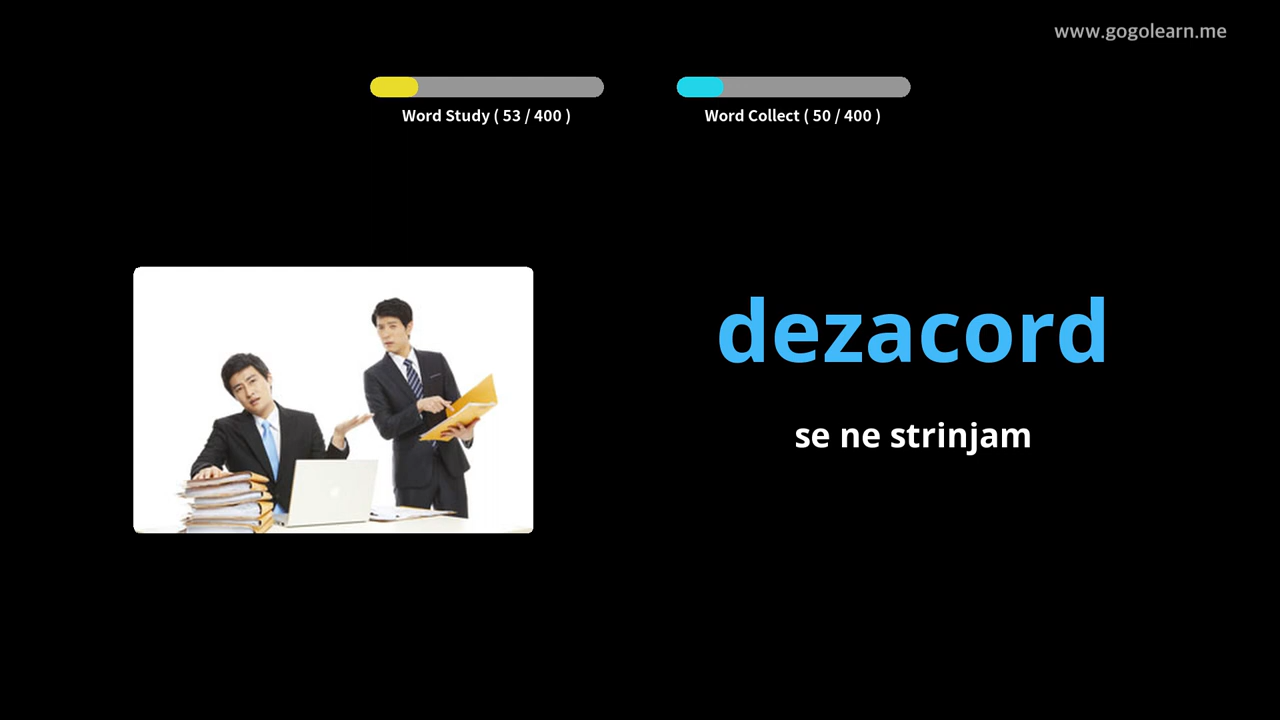 www.gogolearn.me
Word Study ( 53 / 400 )
Word Collect ( 50 / 400 )
dezacord
se ne strinjam